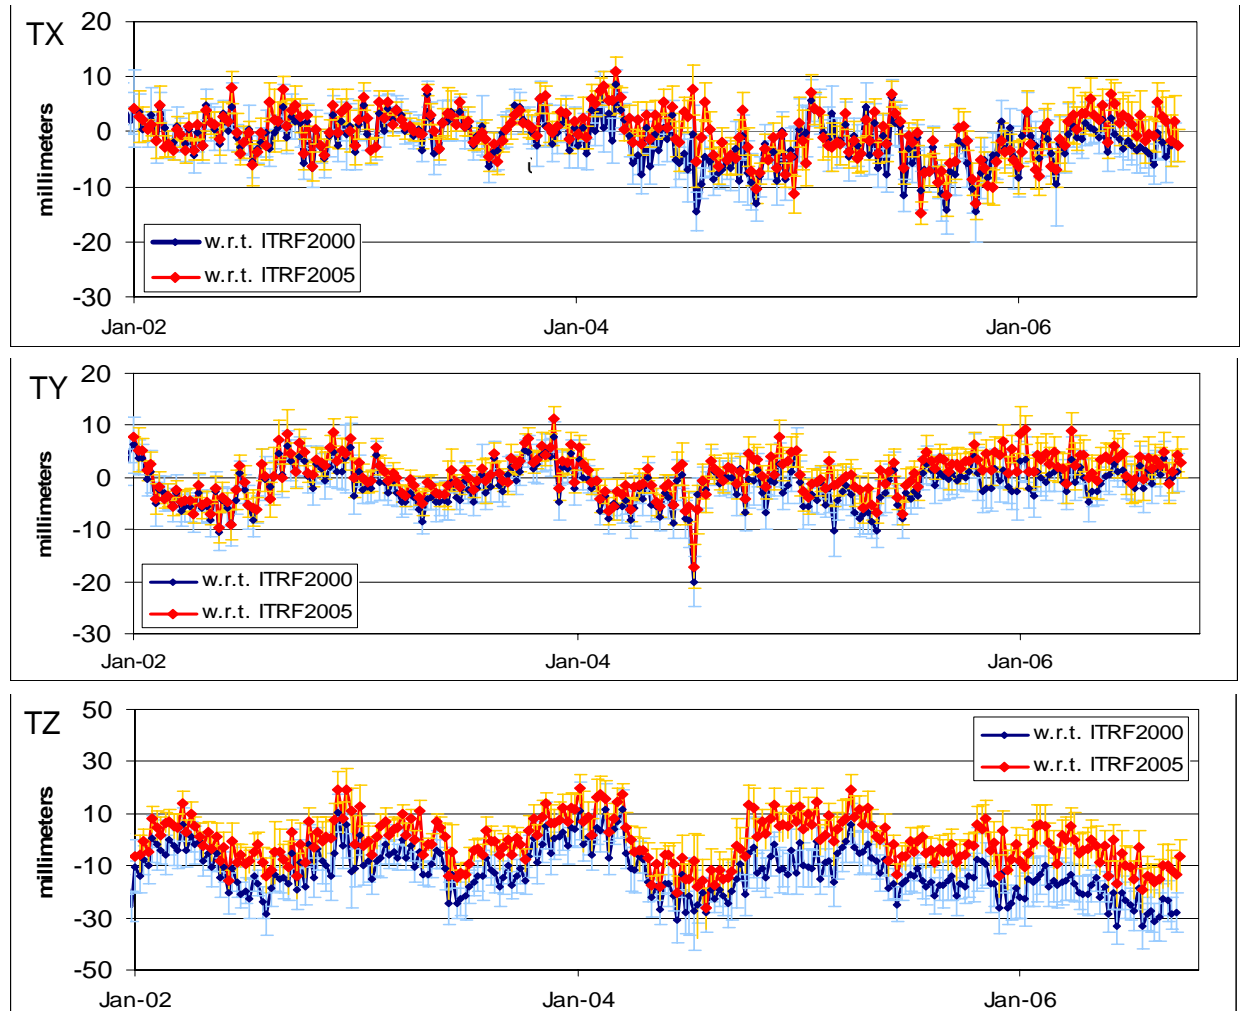 TX
millimeters
20
10
0
-10
-20
-30
w.r.t. ITRF2000
w.r.t. ITRF2005
Jan-02
Jan-04
Jan-06
TY
millimeters
20
10
0
-10
-20
-30
w.r.t. ITRF2000
w.r.t. ITRF2005
Jan-02
Jan-04
Jan-06
TZ
millimeters
50
30
10
-10
-30
-50
w.r.t. ITRF2000
w.r.t. ITRF2005
Jan-02
Jan-04
Jan-06